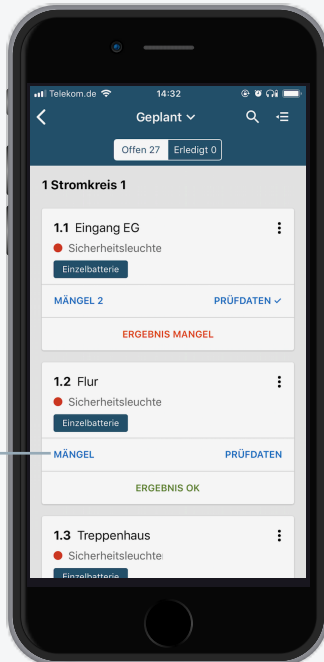 Telekom.de 14:32
Geplant
Offen 27 Erledigt 0
1 Stromkreis 1
1.1 Eingang EG
Sicherheitsleuchte
Einzelbatterie
MÄNGEL 2 PRÜFDATEN ✓
ERGEBNIS MANGEL
1.2 Flur
Sicherheitsleuchte
Einzelbatterie
MÄNGEL PRÜFDATEN
ERGEBNIS OK
1.3 Treppenhaus
Sicherheitsleuchte
Einzelbatterie